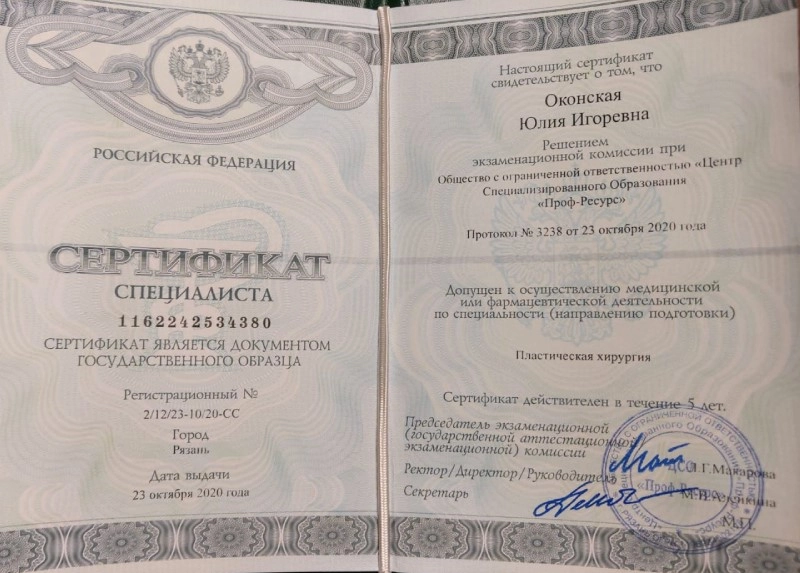 РОССИЙСКАЯ ФЕДЕРАЦИЯ
СЕРТИФИКАТ
СПЕЦИАЛИСТА
1162242534380
СЕРТИФИКАТ ЯВЛЯЕТСЯ ДОКУМЕНТОМ
ГОСУДАРСТВЕННОГО ОБРАЗЦА
Регистрационный №
2/12/23-10/20-СС
Город
Рязань
Дата выдачи
23 октября 2020 года
Настоящий сертификат
свидетельствует о том, что
Оконская
Юлия Игоревна
Решением
экзаменационной комиссии при
Общество с ограниченной ответственностью «Центр
Специализированного Образования
«Проф-Ресурс»
Протокол № 3238 от 23 октября 2020 года
Допущен к осуществлению медицинской
или фармацевтической деятельности
по специальности (направлению подготовки)
Пластическая хирургия
Сертификат действителен в течение 5 лет.
Председатель экзаменационной
(государственной аттестационной
экзаменационной) комиссии
Ректор/Директор/Руководитель
Макарова
Секретарь
М.П.
ЦСО
«Проф-Ресурс»